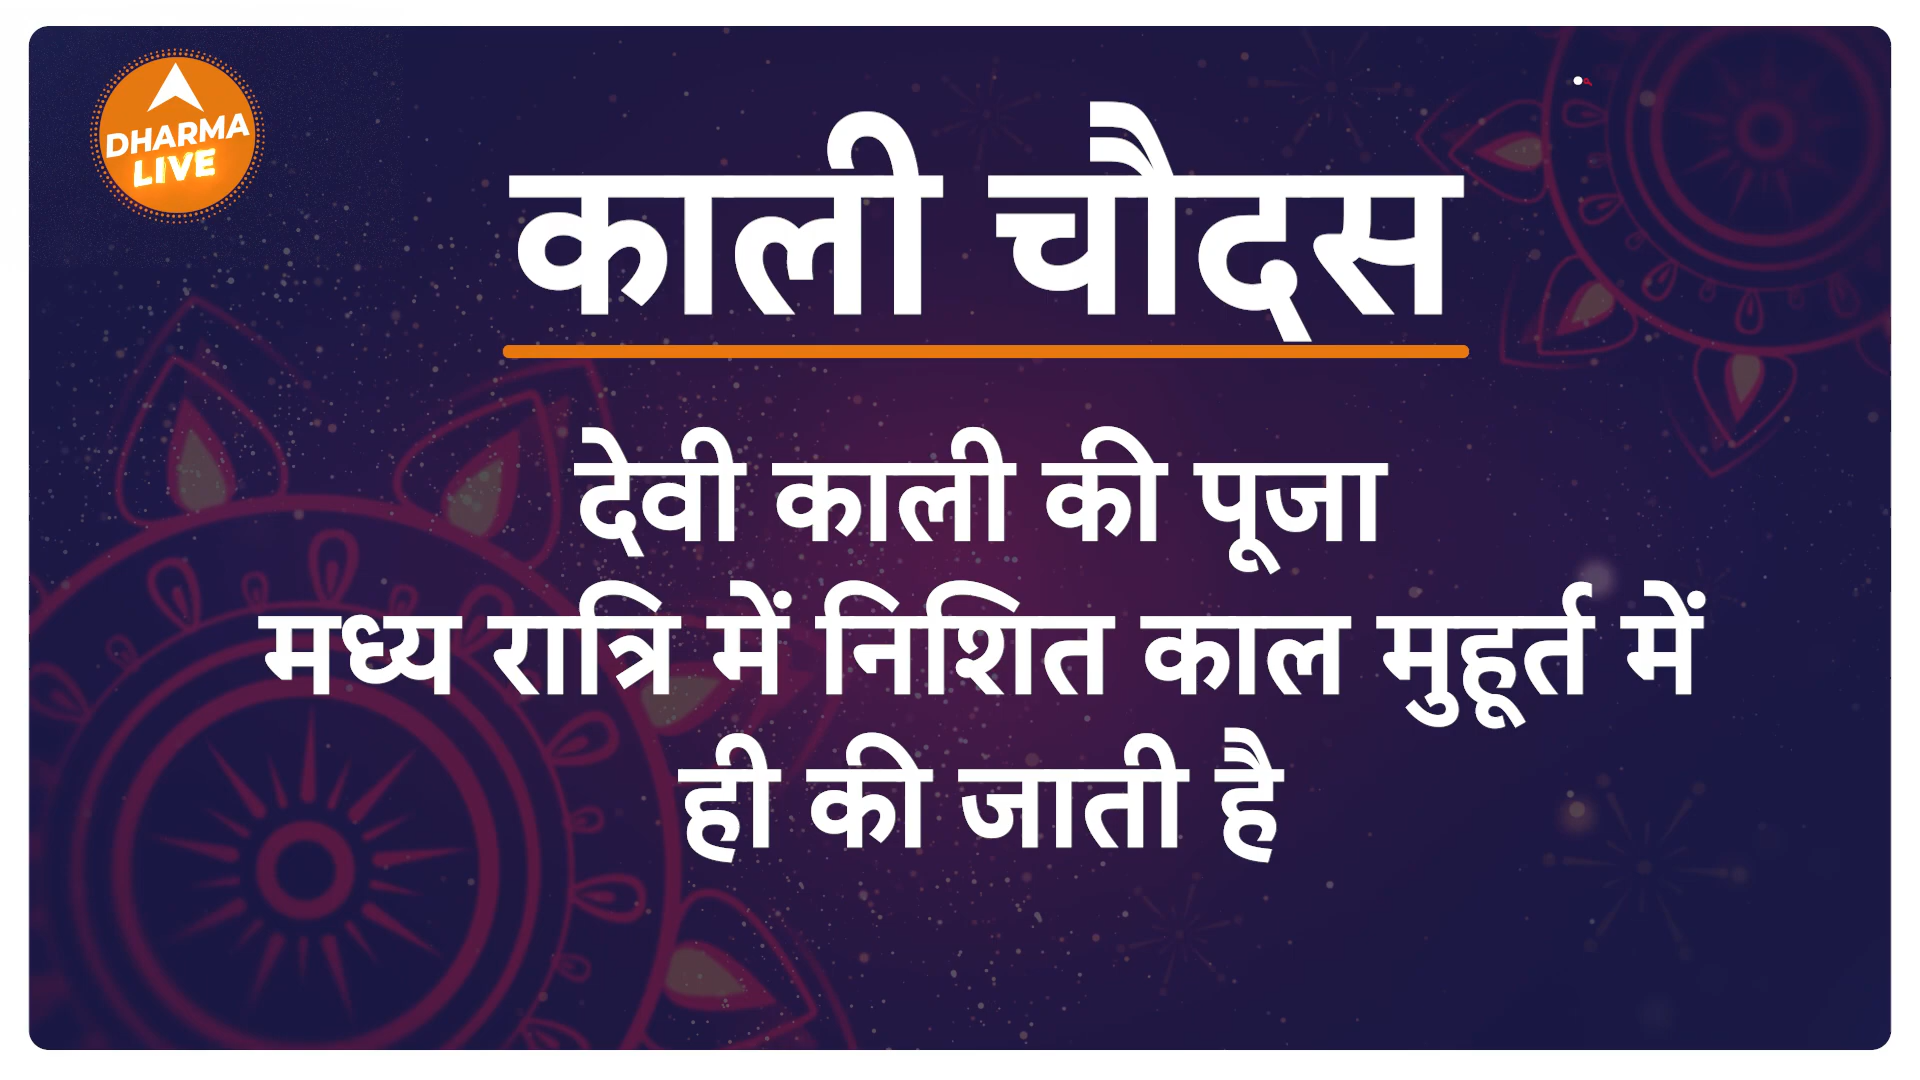 DHARMA
LIVE
काली चौदस
देवी काली की पूजा
मध्य रात्रि में निशित काल मुहूर्त में
ही की जाती है